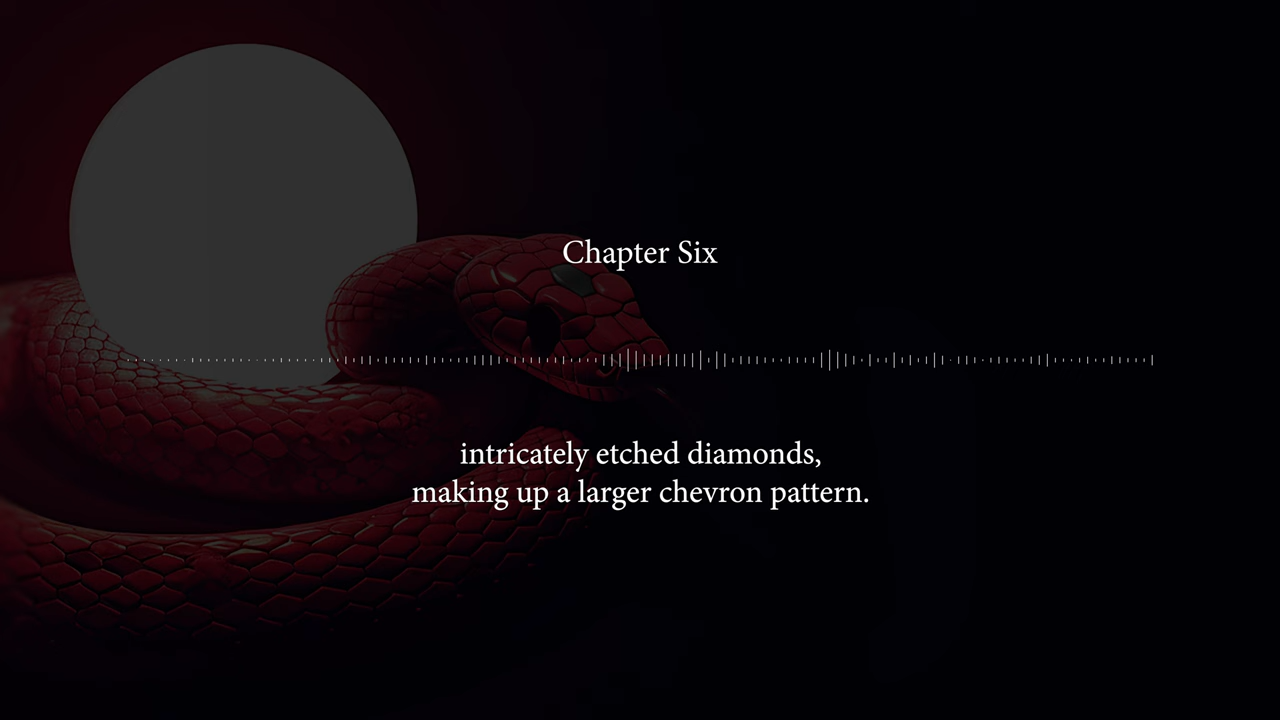 Chapter Six
intricately etched diamonds,
making up a larger chevron pattern.